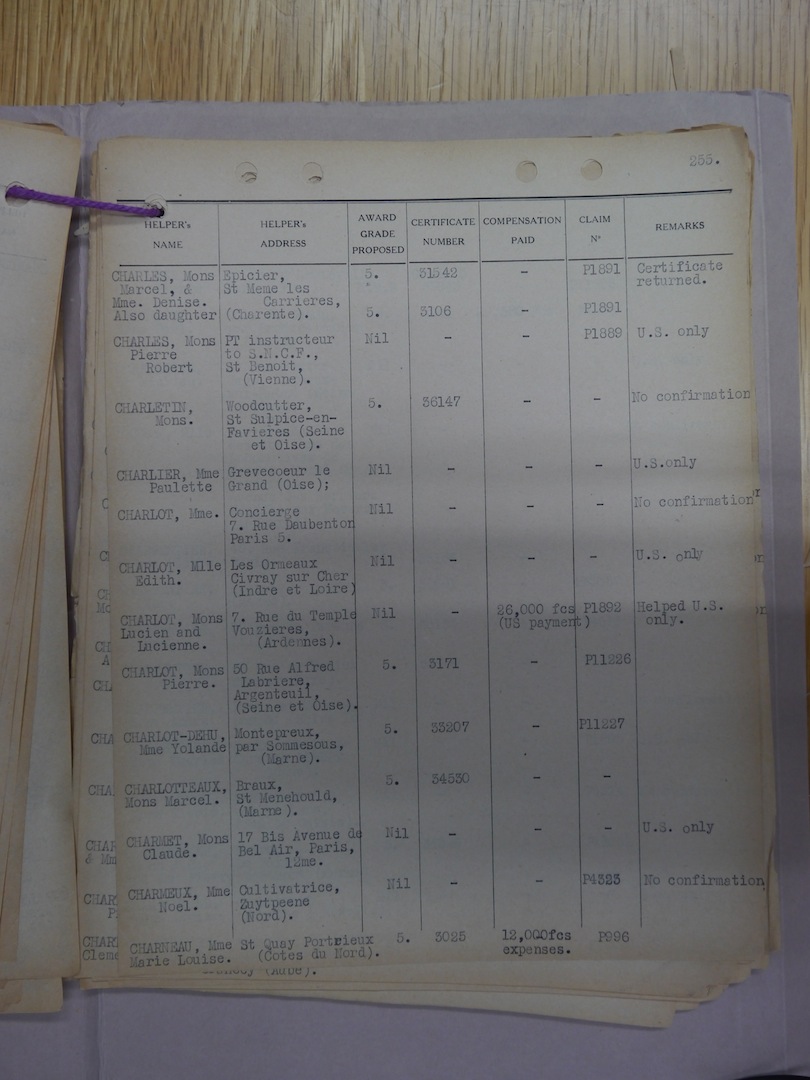 255.
HELPER's NAME | HELPER's ADDRESS | AWARD GRADE PROPOSED | CERTIFICATE NUMBER | COMPENSATION PAID | CLAIM Nº | REMARKS
CHARLES, Mons | Epicier, | 5. | 31542 | - | P1891 | Certificate
Marcel, & | St Meme les | returned.
Mme. Denise. | Carrieres,
Also daughter | (Charente). | 5. | 3106 | - | P1891
CHARLES, Mons | PT instructor | Nil | - | - | P1889 | U.S. only
Pierre | to S.N.C.F.,
Robert | St Benoit,
(Vienne).
CHARLETIN, | Woodcutter, | 5. | 36147 | - | - | No confirmation
Mons. | St Sulpice-en-
Favieres (Seine
et Oise).
CHARLIER, Mme | Grevecoeur le | Nil | - | - | - | U.S.only
Paulette | Grand (Oise);
CHARLOT, Mme. | Concierge | Nil | - | - | - | No confirmation
7. Rue Daubenton
Paris 5.
CHARLOT, Mlle | Les Ormeaux | Nil | - | - | - | U.S. only
Edith. | Civray sur Cher
(Indre et Loire)
CHARLOT, Mons | 7. Rue du Temple | Nil | - | 26,000 fcs | P1892 | Helped U.S.
Lucien and | Vouzieres, | (US payment) | only.
Lucienne. | (Ardennes).
CHARLOT, Mons | 50 Rue Alfred | 5. | 3171 | - | P11226
Pierre. | Labriere,
Argenteuil,
(Seine et Oise).
CHARLOT-DEHU, | Montepreux, | 5. | 33207 | - | P11227
Mme Yolande | par Sommesous,
(Marne).
CHARLOTTEAUX, | Braux, | 5. | 34530 | - | -
Mons Marcel. | St Menehould,
(Marne).
CHARMET, Mons | 17 Bis Avenue de | Nil | - | - | - | U.S. only
Claude. | Bel Air, Paris,
12me.
CHARMEUX, Mme | Cultivatrice, | Nil | - | - | P4323 | No confirmation
Noel. | Zuytpeene
(Nord).
CHARNEAU, Mme | St Quay Portrieux | 5. | 3025 | 12,000fcs | P996
Marie Louise. | (Cotes du Nord). | expenses.